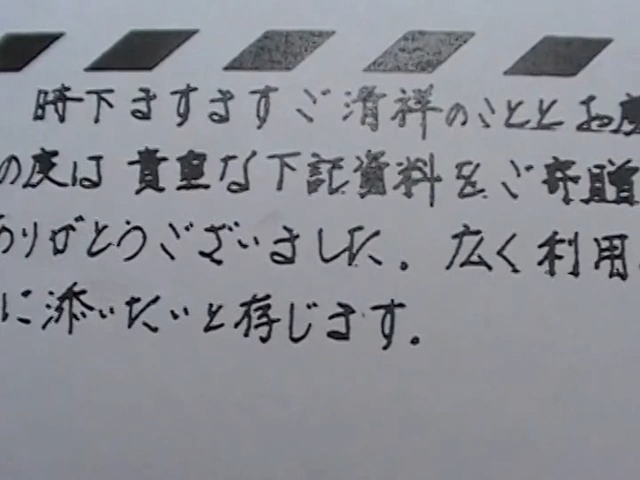 時下ますますご清祥のこととお慶
の度は貴重な下記資料をご寄贈
ありがとうございました。広く利用
に添いたいと存じます。